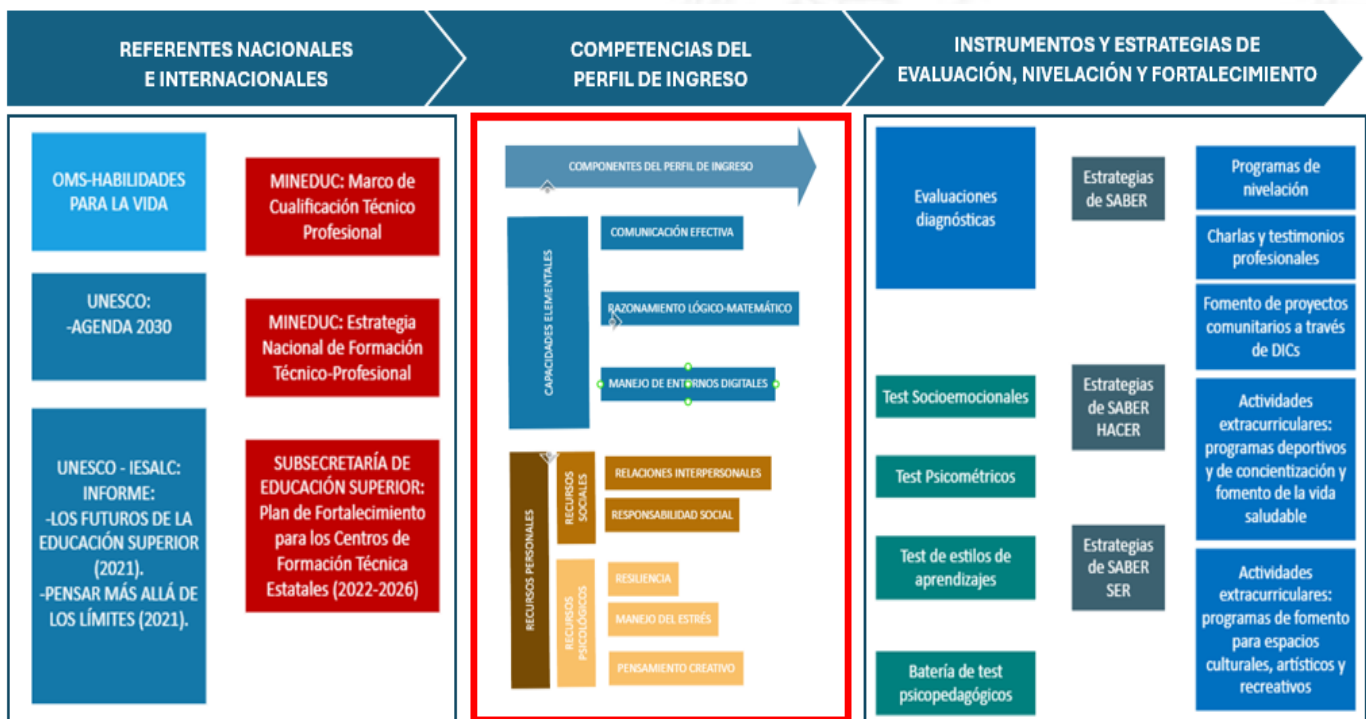 REFERENTES NACIONALES
E INTERNACIONALES
COMPETENCIAS DEL
PERFIL DE INGRESO
INSTRUMENTOS Y ESTRATEGIAS DE
EVALUACIÓN, NIVELACIÓN Y FORTALECIMIENTO
OMS-HABILIDADES
PARA LA VIDA
UNESCO:
-AGENDA 2030
UNESCO - IESALC:
INFORME:
-LOS FUTUROS DE LA
EDUCACIÓN SUPERIOR
(2021).
-PENSAR MÁS ALLÁ DE
LOS LÍMITES (2021).
MINEDUC: Marco de
Cualificación Técnico
Profesional
MINEDUC: Estrategia
Nacional de Formación
Técnico-Profesional
SUBSECRETARÍA DE
EDUCACIÓN SUPERIOR:
Plan de Fortalecimiento
para los Centros de
Formación Técnica
Estatales (2022-2026)
COMPONENTES DEL PERFIL DE INGRESO
CAPACIDADES ELEMENTALES
COMUNICACIÓN EFECTIVA
RAZONAMIENTO LÓGICO-MATEMÁTICO
MANEJO DE ENTORNOS DIGITALES
RECURSOS PERSONALES
RECURSOS
SOCIALES
RELACIONES INTERPERSONALES
RESPONSABILIDAD SOCIAL
RECURSOS
PSICOLÓGICOS
RESILIENCIA
MANEJO DEL ESTRÉS
PENSAMIENTO CREATIVO
Evaluaciones
diagnósticas
Test Socioemocionales
Test Psicométricos
Test de estilos de
aprendizajes
Batería de test
psicopedagógicos
Estrategias
de SABER
Estrategias
de SABER
HACER
Estrategias
de SABER
SER
Programas de
nivelación
Charlas y testimonios
profesionales
Fomento de proyectos
comunitarios a través
de DICs
Actividades
extracurriculares:
programas deportivos
y de concientización y
fomento de la vida
saludable
Actividades
extracurriculares:
programas de fomento
para espacios
culturales, artísticos y
recreativos